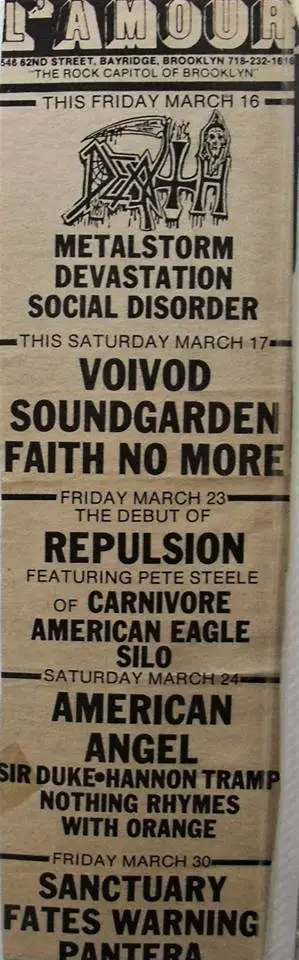 L'AMOUR
546 62ND STREET, BAYRIDGE, BROOKLYN 718-232-1616
"THE ROCK CAPITOL OF BROOKLYN"
THIS FRIDAY MARCH 16
DEATH
METALSTORM
DEVASTATION
SOCIAL DISORDER
THIS SATURDAY MARCH 17
VOIVOD
SOUNDGARDEN
FAITH NO MORE
FRIDAY MARCH 23
THE DEBUT OF
REPULSION
FEATURING PETE STEELE
OF CARNIVORE
AMERICAN EAGLE
SILO
SATURDAY MARCH 24
AMERICAN
ANGEL
SIR DUKE•HANNON TRAMP
NOTHING RHYMES
WITH ORANGE
FRIDAY MARCH 30
SANCTUARY
FATES WARNING
PANTERA